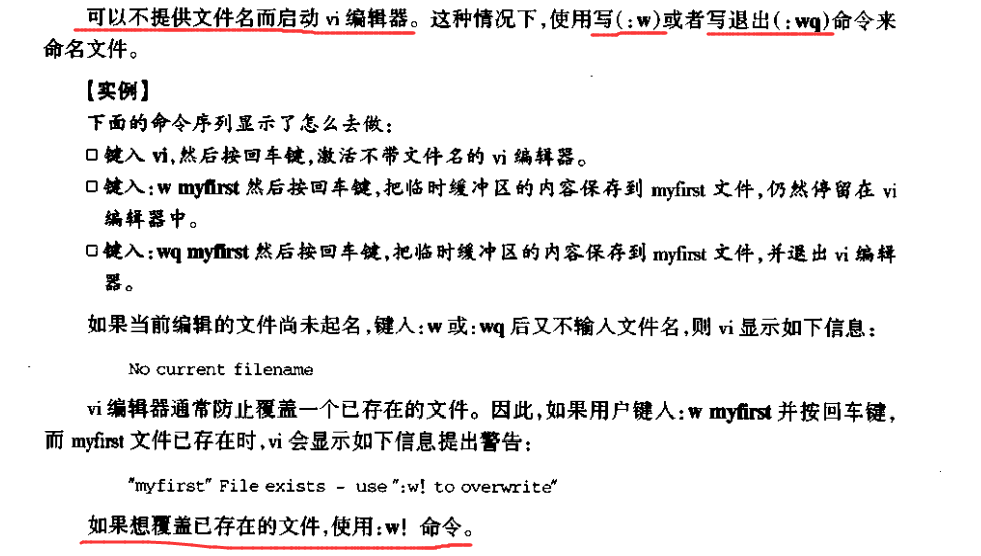 可以不提供文件名而启动 vi 编辑器。这种情况下,使用写(:w)或者写退出(:wq)命令来
命名文件。
【实例】
下面的命令序列显示了怎么去做:
□ 键入 vi,然后按回车键,激活不带文件名的 vi 编辑器。
□ 键入:w myfirst 然后按回车键,把临时缓冲区的内容保存到 myfirst 文件,仍然停留在 vi
编辑器中。
□ 键入:wq myfirst 然后按回车键,把临时缓冲区的内容保存到 myfirst 文件,并退出 vi 编辑
器。
如果当前编辑的文件尚未起名,键人:w 或:wq 后又不输入文件名,则 vi 显示如下信息:
No current filename
vi 编辑器通常防止覆盖一个已存在的文件。因此,如果用户键人:w myfirst 并按回车键,
而 myfirst 文件已存在时,vi 会显示如下信息提出警告:
"myfirst" File exists - use ":w! to overwrite"
如果想覆盖已存在的文件,使用:w! 命令。